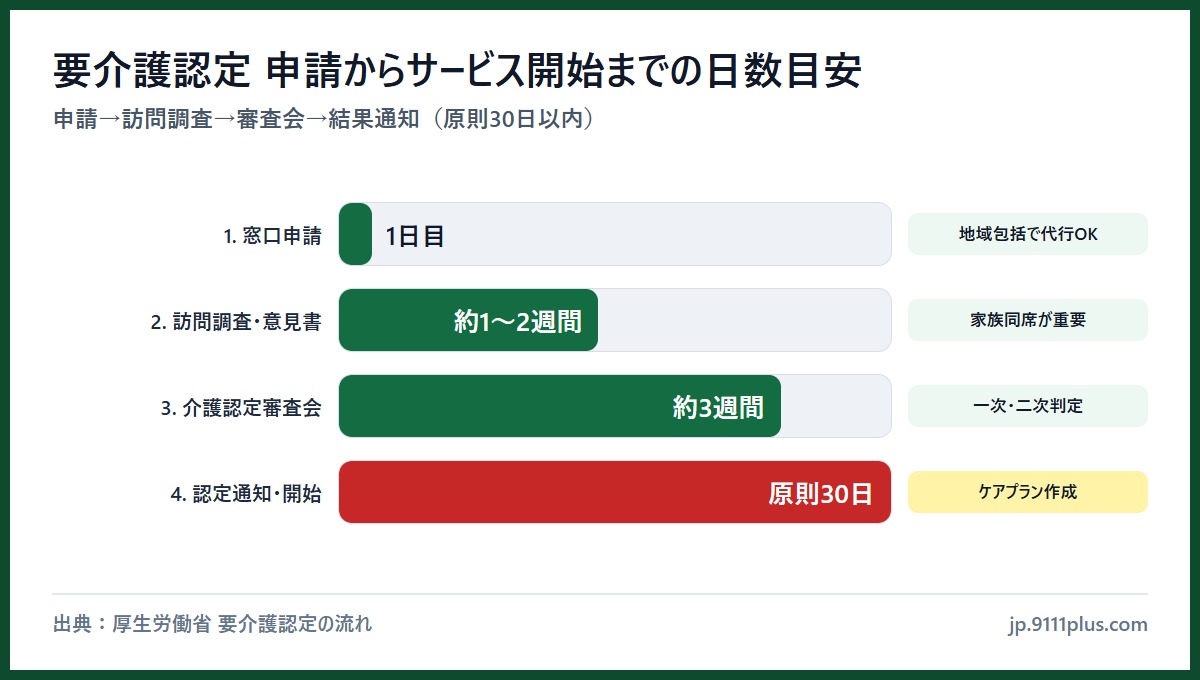 要介護認定 申請からサービス開始までの日数目安
申請→訪問調査→審査会→結果通知（原則30日以内）
1. 窓口申請
1日目
地域包括で代行OK
2. 訪問調査･意見書
約1〜2週間
家族同席が重要
3. 介護認定審査会
約3週間
一次･二次判定
4. 認定通知･開始
原則30日
ケアプラン作成
出典：厚生労働省 要介護認定の流れ
jp.9111plus.com